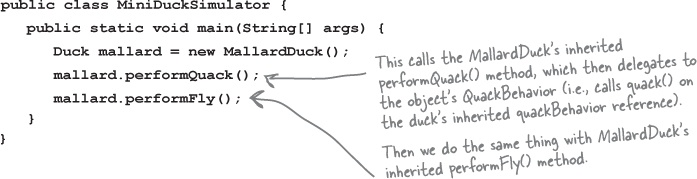 public class MiniDuckSimulator {
public static void main(String[] args) {
Duck mallard = new MallardDuck();
mallard.performQuack();
mallard.performFly();
}
}
This calls the MallardDuck's inherited
performQuack() method, which then delegates to
the object's QuackBehavior (i.e., calls quack() on
the duck's inherited quackBehavior reference).
Then we do the same thing with MallardDuck's
inherited performFly() method.